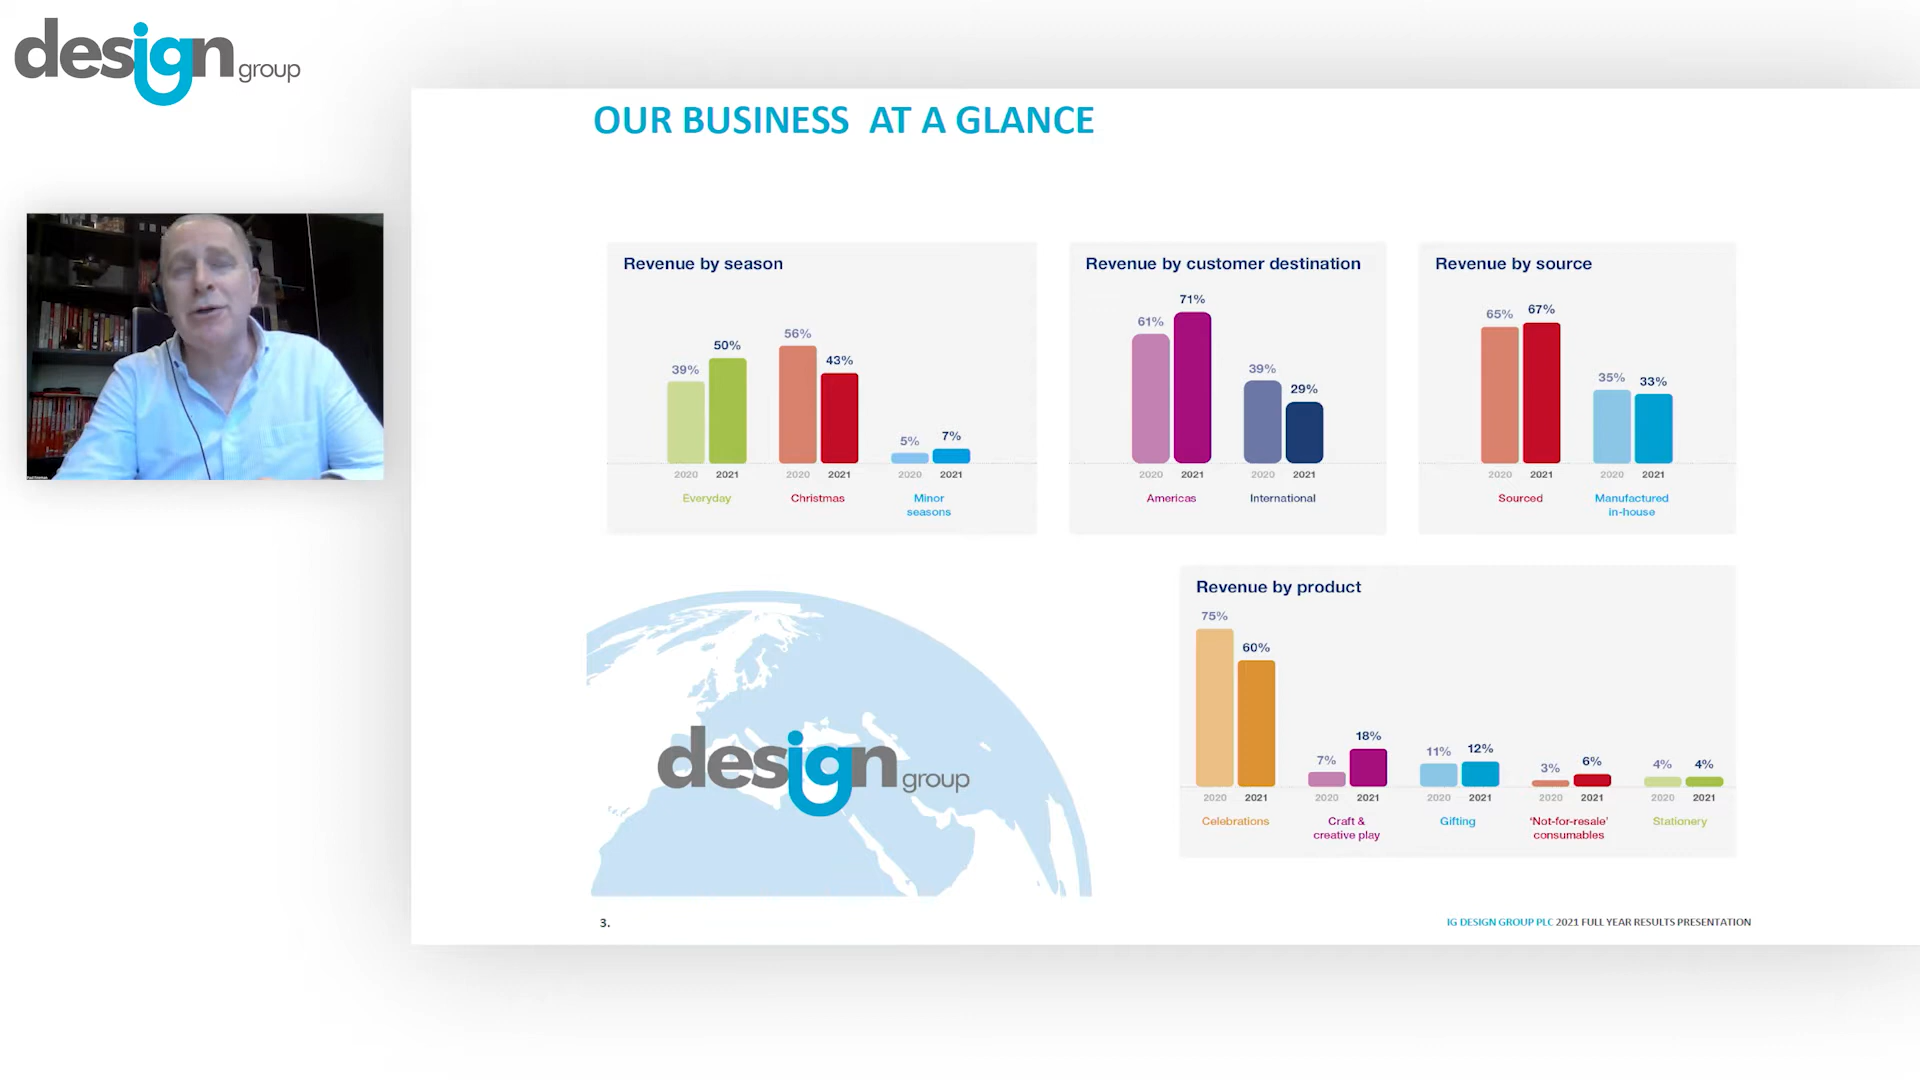 design group
OUR BUSINESS AT A GLANCE
Revenue by season
39%
50%
56%
43%
5%
7%
2020
2021
2020
2021
2020
2021
Everyday
Christmas
Minor
seasons
Revenue by customer destination
61%
71%
39%
29%
2020
2021
2020
2021
Americas
International
Revenue by source
65%
67%
35%
33%
2020
2021
2020
2021
Sourced
Manufactured
in-house
design group
Revenue by product
75%
60%
7%
18%
11%
12%
3%
6%
4%
4%
2020
2021
2020
2021
2020
2021
2020
2021
2020
2021
Celebrations
Craft &
creative play
Gifting
'Not-for-resale'
consumables
Stationery
3.
IG DESIGN GROUP PLC 2021 FULL YEAR RESULTS PRESENTATION